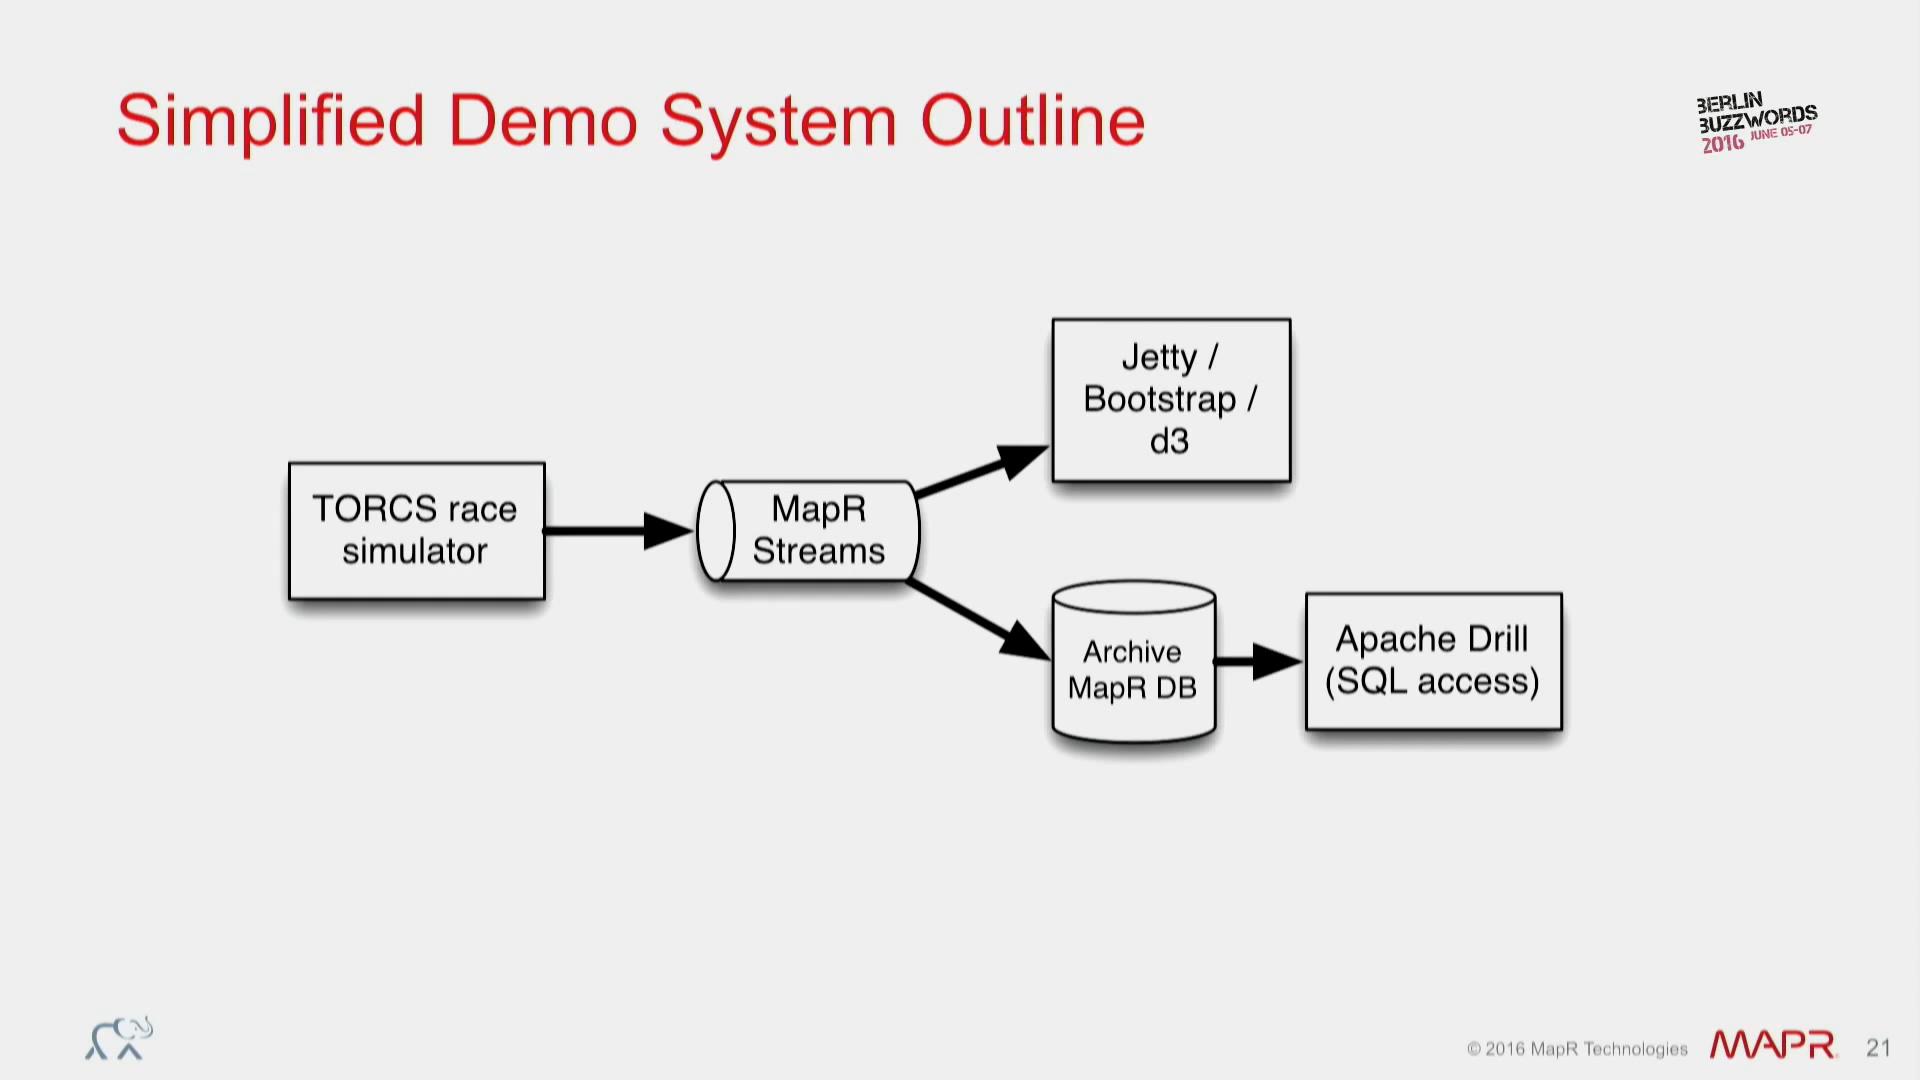 Simplified Demo System Outline
BERLIN
BUZZWORDS
2016 JUNE 05-07
Jetty /
Bootstrap /
d3
TORCS race
simulator
MapR
Streams
Archive
MapR DB
Apache Drill
(SQL access)
© 2016 MapR Technologies
MAPR
21